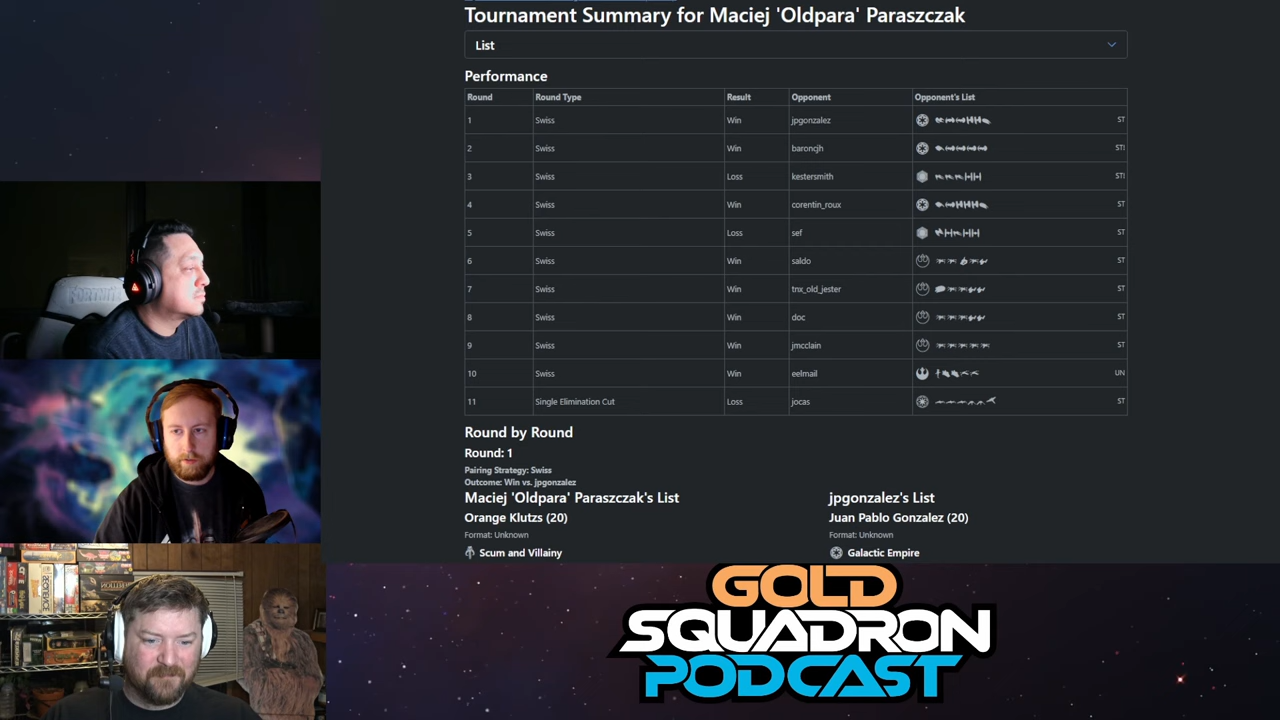 Tournament Summary for Maciej 'Oldpara' Paraszczak
List
Performance
Round Round Type Result Opponent Opponent's List
1 Swiss Win jpgonzalez ST
2 Swiss Win baroncjh STI
3 Swiss Loss kestersmith STI
4 Swiss Win corentin_roux ST
5 Swiss Loss sef ST
6 Swiss Win saldo ST
7 Swiss Win tnx_old_jester ST
8 Swiss Win doc ST
9 Swiss Win jmcclain ST
10 Swiss Win eelmail UN
11 Single Elimination Cut Loss jocas ST
Round by Round
Round: 1
Pairing Strategy: Swiss
Outcome: Win vs. jpgonzalez
Maciej 'Oldpara' Paraszczak's List
Orange Klutzs (20)
Format: Unknown
Scum and Villainy
jpgonzalez's List
Juan Pablo Gonzalez (20)
Format: Unknown
Galactic Empire
GOLD
SQUADRON
PODCAST